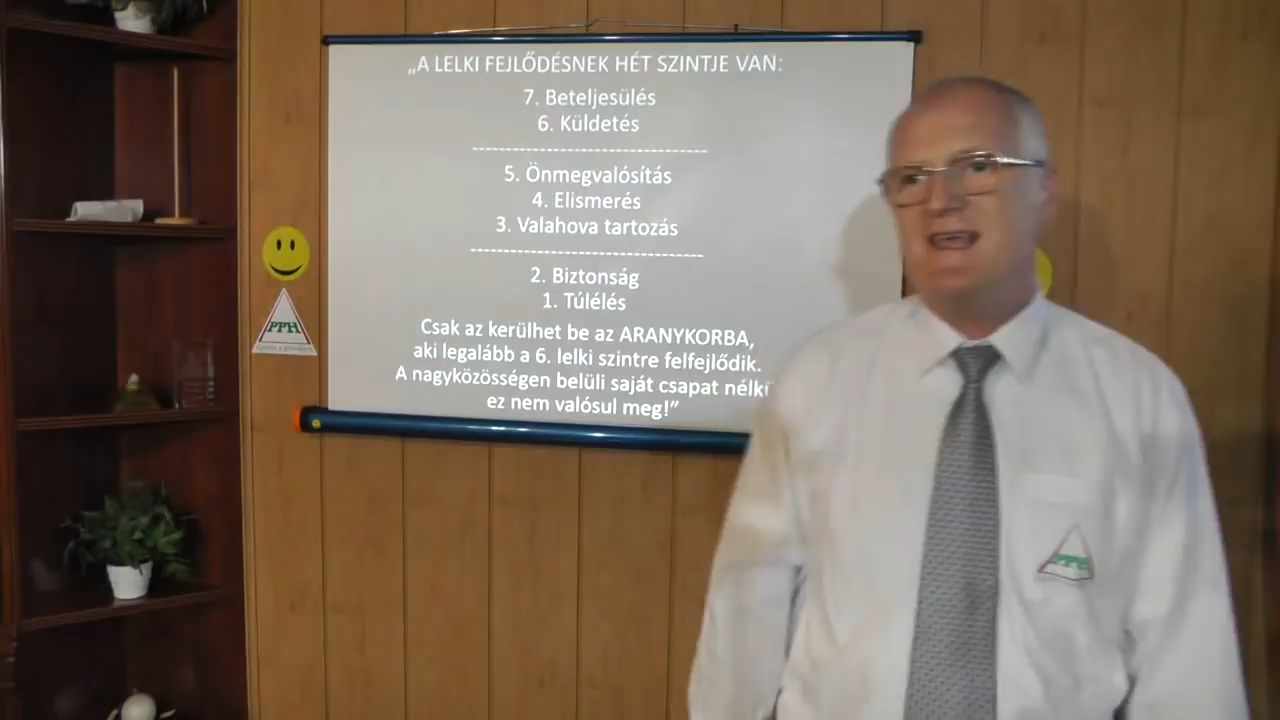 „A LELKI FEJLŐDÉSNEK HÉT SZINTJE VAN:
7. Beteljesülés
6. Küldetés
--------------------------------------
5. Önmegvalósítás
4. Elismerés
3. Valahova tartozás
--------------------------------------
2. Biztonság
1. Túlélés
Csak az kerülhet be az ARANYKORBA,
aki legalább a 6. lelki szintre felfejlődik.
A nagyközösségen belüli saját csapat
ez nem valósul meg!”
PPH
PPH